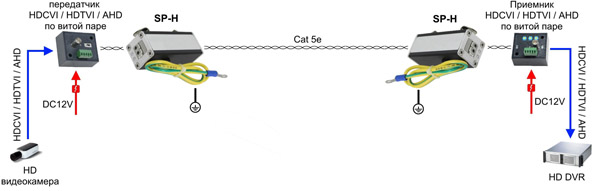 передатчик
HDCVI / HDTVI / AHD
по витой паре
SP-H
Cat 5e
SP-H
Приемник
HDCVI / HDTVI / AHD
по витой паре
HDCVI / HDTVI / AHD
DC12V
DC12V
HDCVI / HDTVI / AHD
HD
видеокамера
HD DVR